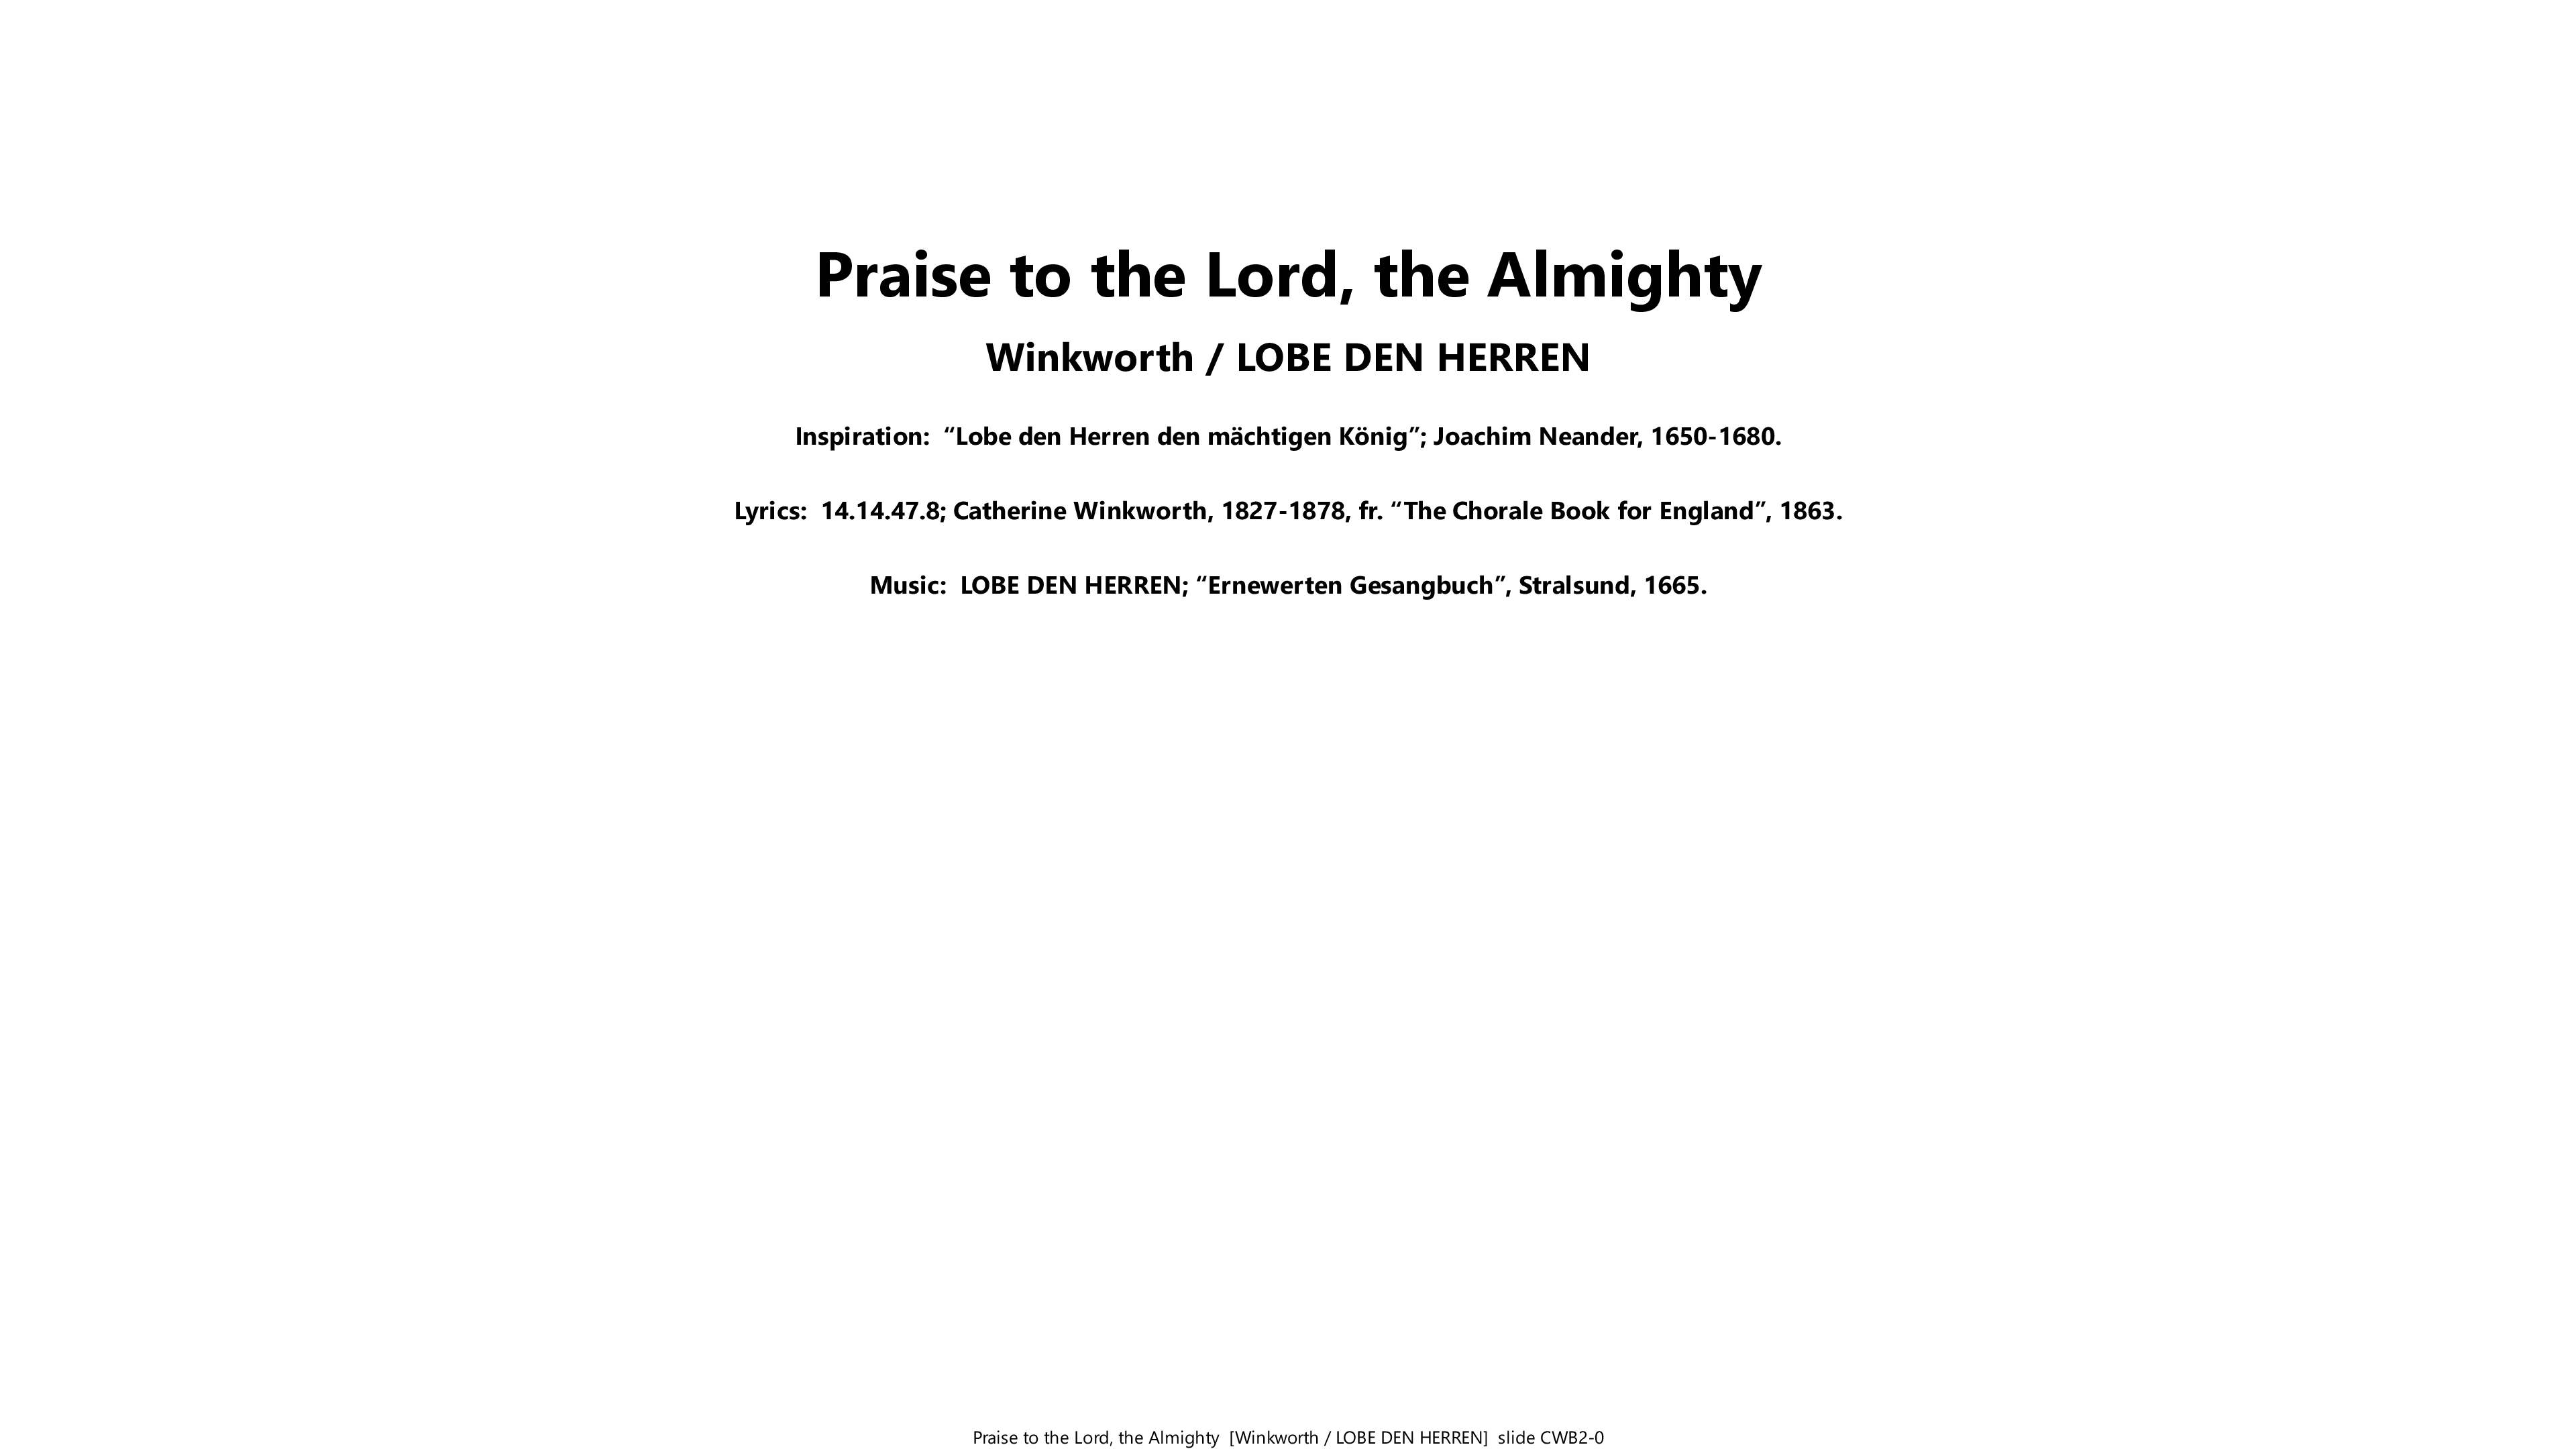 Praise to the Lord, the Almighty
Winkworth / LOBE DEN HERREN
Inspiration:  “Lobe den Herren den mächtigen König”; Joachim Neander, 1650-1680.
Lyrics:  14.14.47.8; Catherine Winkworth, 1827-1878, fr. “The Chorale Book for England”, 1863.
Music:  LOBE DEN HERREN; “Ernewerten Gesangbuch”, Stralsund, 1665.
Praise to the Lord, the Almighty  [Winkworth / LOBE DEN HERREN]  slide CWB2-0